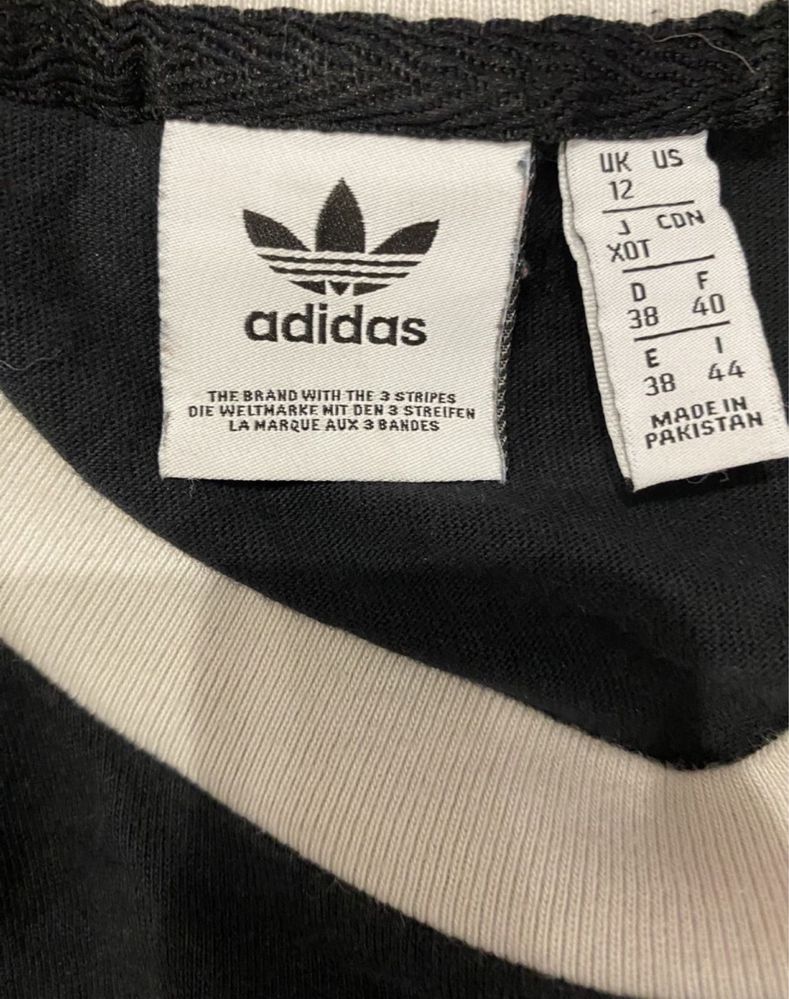 adidas
THE BRAND WITH THE 3 STRIPES
DIE WELTMARKE MIT DEN 3 STREIFEN
LA MARQUE AUX 3 BANDES
UK US
12
J CDN
XOT
D F
38 40
E I
38 44
MADE IN
PAKISTAN